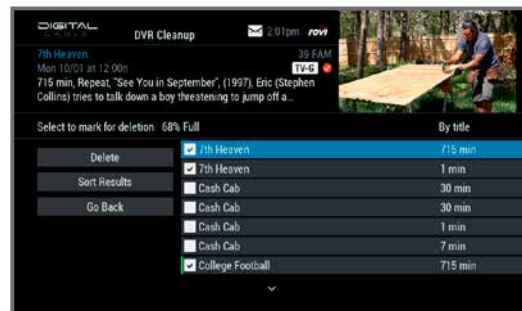 DIGITAL
CABLE
DVR Cleanup
2:01pm rovi
7th Heaven 39 FAM
Mon 10/01 at 12:00n TV-G
715 min, Repeat, "See You in
September", (1997), Eric (Stephen
Collins) tries to talk down a boy
threatening to jump off a...
Select to mark for deletion 68% Full By title
Delete
Sort Results
Go Back
7th Heaven 715 min
7th Heaven 1 min
Cash Cab 30 min
Cash Cab 30 min
Cash Cab 1 min
Cash Cab 7 min
College Football 715 min